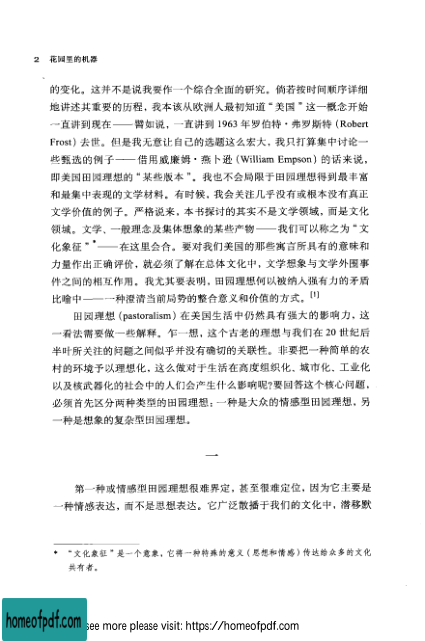 2 花园里的机器
的变化。这并不是说我要作一个综合全面的研究。倘若按时间顺序详细
地讲述其重要的历程，我本该从欧洲人最初知道“美国”这一概念开始
一直讲到现在——譬如说，一直讲到 1963 年罗伯特·弗罗斯特 (Robert
Frost) 去世。但是我无意让自己的选题这么宏大，我只打算集中讨论一
些甄选的例子——借用威廉姆·燕卜逊 (William Empson) 的话来说，
即美国田园理想的“某些版本”。我也不会局限于田园理想得到最丰富
和最集中表现的文学材料。有时候，我会关注几乎没有或根本没有真正
文学价值的例子。严格说来，本书探讨的其实不是文学领域，而是文化
领域。文学、一般理念及集体想象的某些产物——我们可以称之为“文
化象征”*——在这里会合。要对我们美国的那些寓言所具有的意味和
力量作出正确评价，就必须了解在总体文化中，文学想象与文学外围事
件之间的相互作用。我尤其要表明，田园理想何以被纳入强有力的矛盾
比喻中——一种澄清当前局势的整合意义和价值的方式。[1]
田园理想 (pastoralism) 在美国生活中仍然具有强大的影响力，这
一看法需要做一些解释。乍一想，这个古老的理想与我们在 20 世纪后
半叶所关注的问题之间似乎并没有确切的关联性。非要把一种简单的农
村的环境予以理想化，这么做对于生活在高度组织化、城市化、工业化
以及核武器化的社会中的人们会产生什么影响呢?要回答这个核心问题，
必须首先区分两种类型的田园理想：一种是大众的情感型田园理想，另
一种是想象的复杂型田园理想。
一
第一种或情感型田园理想很难界定，甚至很难定位，因为它主要是
一种情感表达，而不是思想表达。它广泛散播于我们的文化中，潜移默
* “文化象征”是一个意象，它将一种特殊的意义（思想和情感）传达给众多的文化
共有者。
homeofpdf.com
see more please visit: https://homeofpdf.com